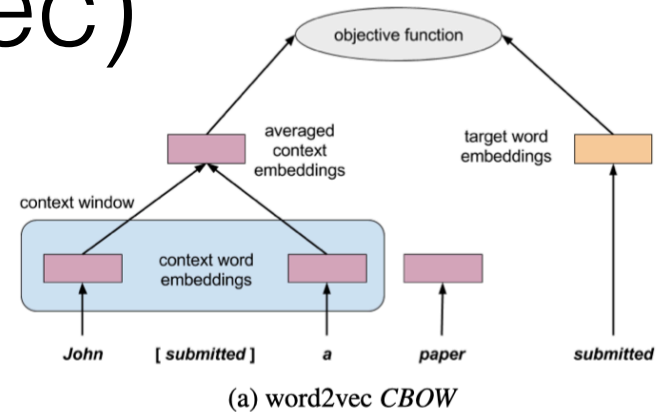 ec)
objective function
averaged
context
embeddings
target word
embeddings
context window
context word
embeddings
John [ submitted ] a paper submitted
(a) word2vec CBOW